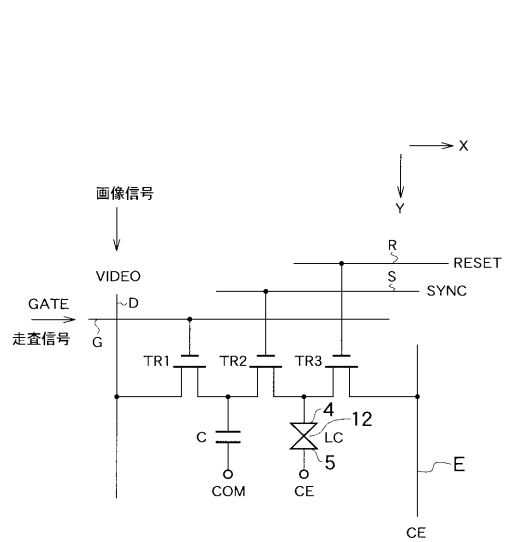 X
Y
画像信号
R
RESET
VIDEO
S
SYNC
GATE
D
走査信号
G
TR1
TR2
TR3
4
12
C
LC
5
E
COM
CE
CE